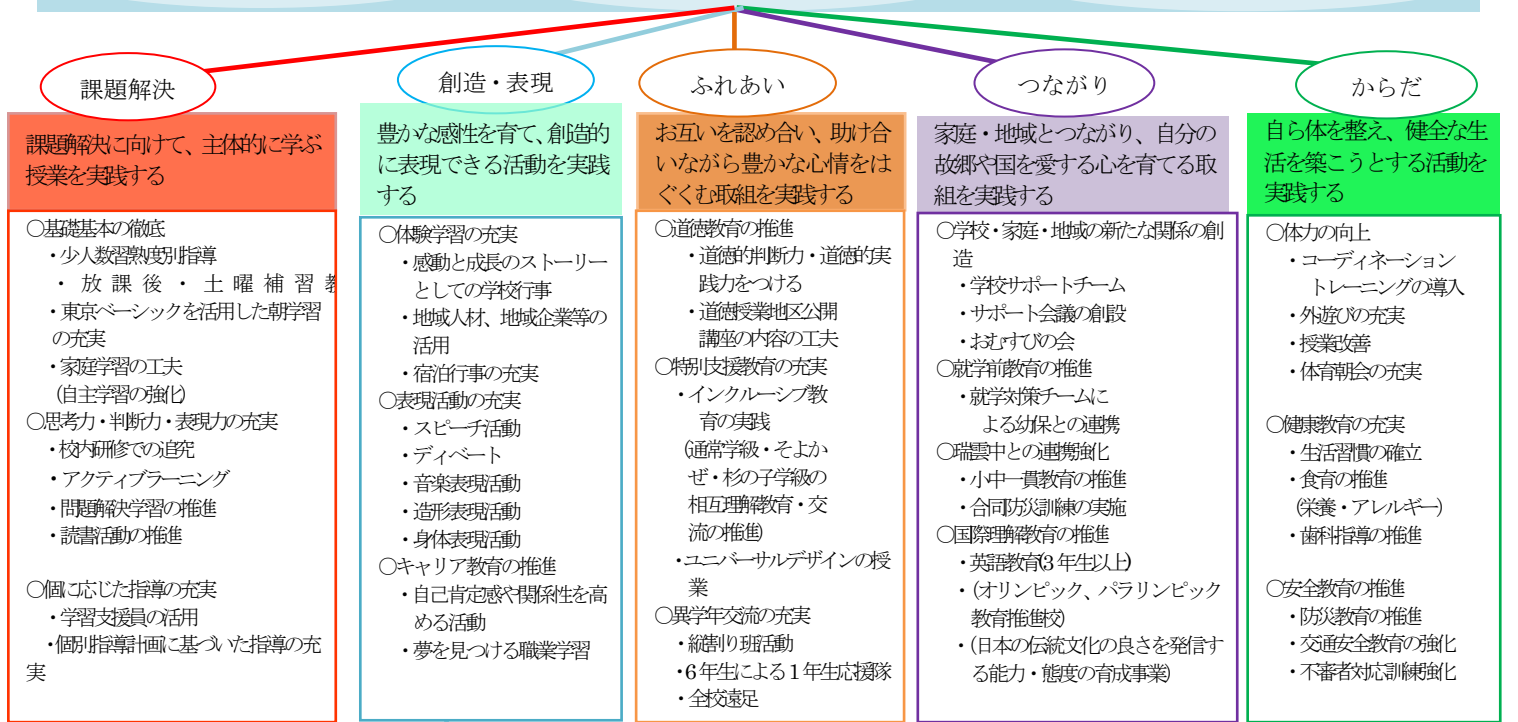 課題解決
課題解決に向けて、主体的に学ぶ
授業を実践する
○基礎基本の徹底
・少人数習熟度別指導
・放課後・土曜補習
・東京ベーシックを活用した朝学習
の充実
・家庭学習の工夫
(自主学習の強化)
○思考力・判断力・表現力の充実
・校内研修での追究
・アクティブラーニング
・問題解決学習の推進
・読書活動の推進
○個に応じた指導の充実
・学習支援員の活用
・個別指導計画に基づいた指導の充
実
創造・表現
豊かな感性を育て、創造的
に表現できる活動を実践
する
○体験学習の充実
・感動と成長のストーリー
としての学校行事
・地域人材、地域企業等の
活用
・宿泊行事の充実
○表現活動の充実
・スピーチ活動
・ディベート
・音楽表現活動
・造形表現活動
・身体表現活動
○キャリア教育の推進
・自己肯定感や関係性を高
める活動
・夢を見つける職業学習
ふれあい
お互いを認め合い、助け合
いながら豊かな心情をは
ぐくむ取組を実践する
○道徳教育の推進
・道徳的判断力・道徳的実
践力をつける
・道徳授業地区公開
講座の内容の工夫
○特別支援教育の充実
・インクルーシブ教
育の実践
(通常学級・そよか
ぜ・杉の子学級の
相互理解教育・交
流の推進)
・ユニバーサルデザインの授
業
○異学年交流の充実
・縦割り班活動
・6年生による1年生応援隊
・全校遠足
つながり
家庭・地域とつながり、自分の
故郷や国を愛する心を育てる取
組を実践する
○学校・家庭・地域の新たな関係の創
造
・学校サポートチーム
・サポート会議の創設
・おむすびの会
○就学前教育の推進
・就学対策チームに
よる幼保との連携
○瑞雲中との連携強化
・小中一貫教育の推進
・合同防災訓練の実施
○国際理解教育の推進
・英語教育(3年生以上)
・(オリンピック、パラリンピック
教育推進校)
・(日本の伝統文化の良さを発信す
る能力・態度の育成事業)
からだ
自ら体を整え、健全な生
活を築こうとする活動を
実践する
○体力の向上
・コーディネーション
トレーニングの導入
・外遊びの充実
・授業改善
・体育朝会の充実
○健康教育の充実
・生活習慣の確立
・食育の推進
(栄養・アレルギー)
・歯科指導の推進
○安全教育の推進
・防災教育の推進
・交通安全教育の強化
・不審者対応訓練強化